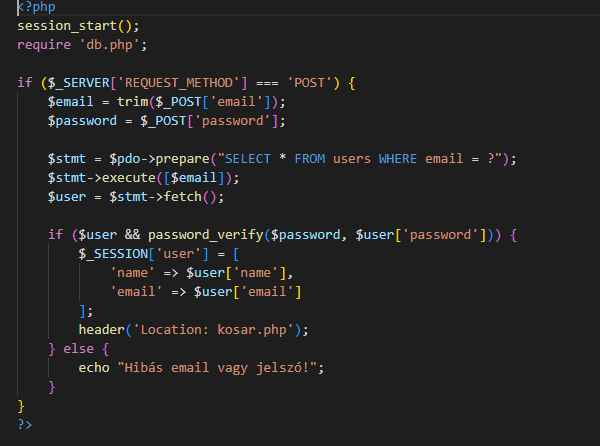 <?php
session_start();
require 'db.php';

if ($_SERVER['REQUEST_METHOD'] === 'POST') {
    $email = trim($_POST['email']);
    $password = $_POST['password'];

    $stmt = $pdo->prepare("SELECT * FROM users WHERE email = ?");
    $stmt->execute([$email]);
    $user = $stmt->fetch();

    if ($user && password_verify($password, $user['password'])) {
        $_SESSION['user'] = [
            'name' => $user['name'],
            'email' => $user['email']
        ];
        header('Location: kosar.php');
    } else {
        echo "Hibás email vagy jelszó!";
    }
}
?>